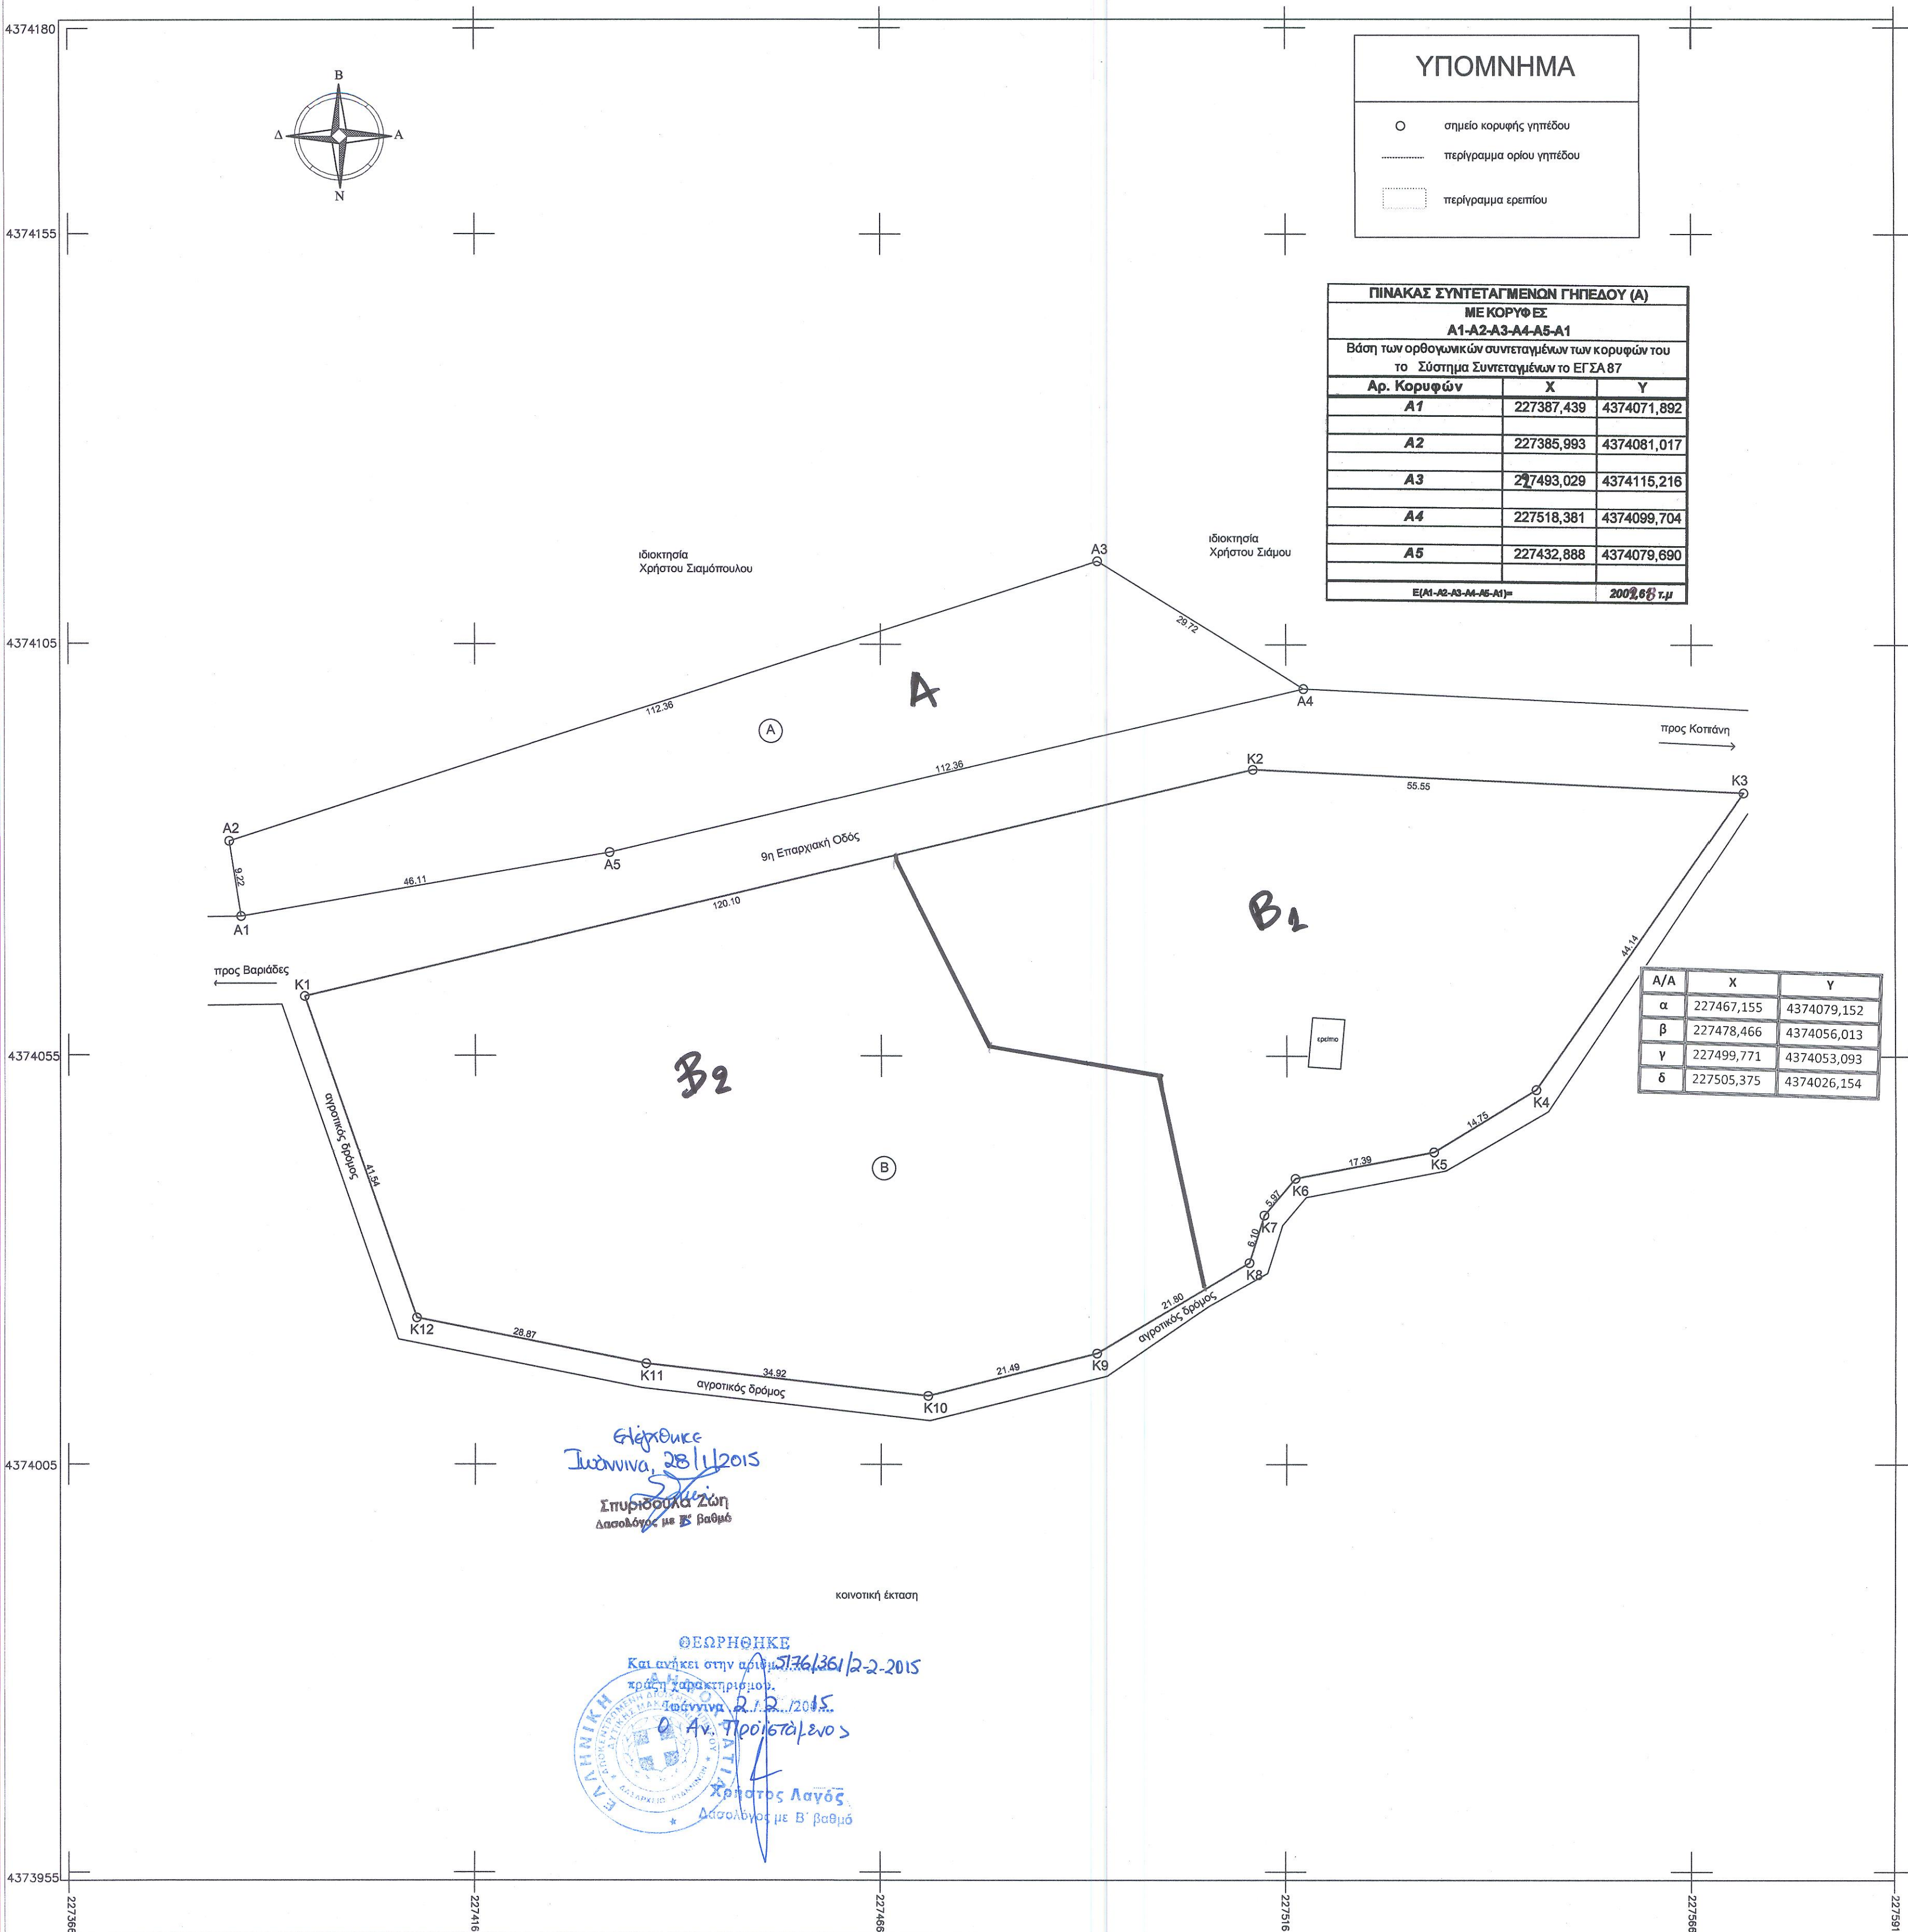 4374180
4374155
4374105
4374055
4374005
4373955
227366
227416
227466
227516
227566
227591
Β
Δ
Α
Ν
ΥΠΟΜΝΗΜΑ
σημείο κορυφής γηπέδου
περίγραμμα ορίου γηπέδου
περίγραμμα ερειπίου
ΠΙΝΑΚΑΣ ΣΥΝΤΕΤΑΓΜΕΝΩΝ ΓΗΠΕΔΟΥ (Α)
ΜΕ ΚΟΡΥΦΕΣ
Α1-Α2-Α3-Α4-Α5-Α1
Βάση των ορθογωνικών συντεταγμένων των κορυφών του
το Σύστημα Συντεταγμένων το ΕΓΣΑ 87
Αρ. Κορυφών Χ Υ
Α1 227387,439 4374071,892
Α2 227385,993 4374081,017
Α3 227493,029 4374115,216
Α4 227518,381 4374099,704
Α5 227432,888 4374079,690
Ε(Α1-Α2-Α3-Α4-Α5-Α1)= τ.μ
ιδιοκτησία
Χρήστου Σιαμόπουλου
ιδιοκτησία
Χρήστου Σιάμου
Α3
29.72
Α
112.36
Α
Α4
προς Κοπάνη
112.36
Κ2
55.55
Κ3
Α2
9.22
46.11
Α5
9η Επαρχιακή Οδός
120.10
Α1
Β1
44.14
προς Βαριάδες
Κ1
Α/Α Χ Υ
α 227467,155 4374079,152
β 227478,466 4374056,013
γ 227499,771 4374053,093
δ 227505,375 4374026,154
ερείπιο
Β2
αγροτικός δρόμος
41.54
Β
Κ4
14.75
Κ5
17.39
Κ6
5.97
Κ7
6.10
Κ8
21.80
αγροτικός δρόμος
Κ12
28.87
Κ11
34.92
αγροτικός δρόμος
21.49
Κ9
Κ10
Ελέγχθηκε
Ιωάννινα, 28/1/2015
Σπυριδούλα Ζώη
Δασολόγος με Β' βαθμό
κοινοτική έκταση
ΘΕΩΡΗΘΗΚΕ
Και ανήκει στην αριθμ. 5176/361/2-2-2015
πράξη χαρακτηρισμού.
Ιωάννινα 2/2/2015
Ο Αν. Προϊστάμενος
ΕΛΛΗΝΙΚΗ ΔΗΜΟΚΡΑΤΙΑ
Χρήστος Λαγός
Δασολόγος με Β' βαθμό